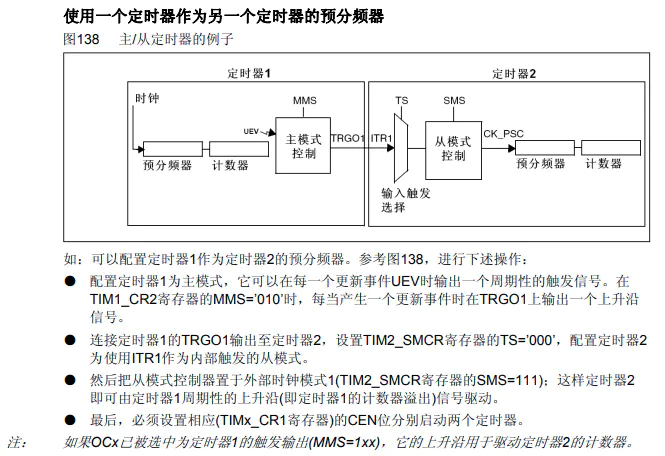 使用一个定时器作为另一个定时器的预分频器
图138 主/从定时器的例子
定时器1
定时器2
时钟
MMS
TS
SMS
UEV
主模式
控制
TRGO1
ITR1
从模式
控制
CK_PSC
预分频器
计数器
预分频器
计数器
输入触发
选择
如：可以配置定时器1作为定时器2的预分频器。参考图138，进行下述操作：
● 配置定时器1为主模式，它可以在每一个更新事件UEV时输出一个周期性的触发信号。在
TIM1_CR2寄存器的MMS='010'时，每当产生一个更新事件时在TRGO1上输出一个上升沿
信号。
● 连接定时器1的TRGO1输出至定时器2，设置TIM2_SMCR寄存器的TS='000'，配置定时器2
为使用ITR1作为内部触发的从模式。
● 然后把从模式控制器置于外部时钟模式1(TIM2_SMCR寄存器的SMS=111)；这样定时器2
即可由定时器1周期性的上升沿(即定时器1的计数器溢出)信号驱动。
● 最后，必须设置相应(TIMx_CR1寄存器)的CEN位分别启动两个定时器。
注： 如果OCx已被选中为定时器1的触发输出(MMS=1xx)，它的上升沿用于驱动定时器2的计数器。